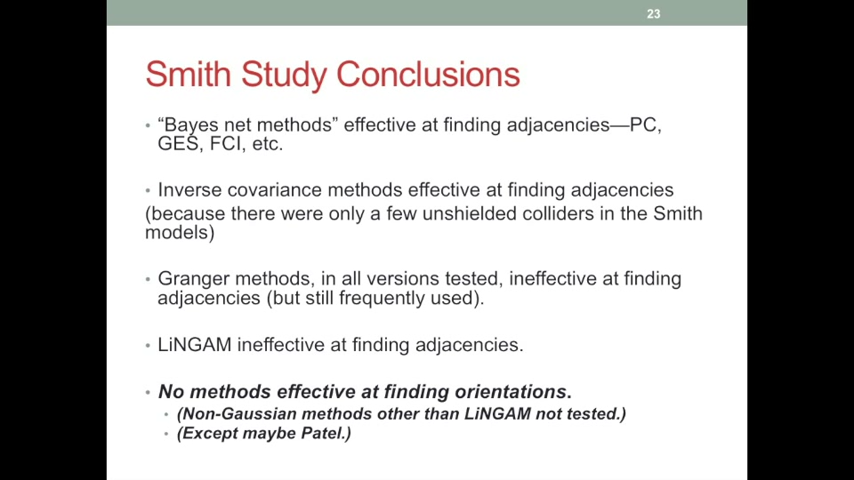 23
Smith Study Conclusions
• “Bayes net methods” effective at finding adjacencies—PC,
GES, FCI, etc.
• Inverse covariance methods effective at finding adjacencies
(because there were only a few unshielded colliders in the Smith
models)
• Granger methods, in all versions tested, ineffective at finding
adjacencies (but still frequently used).
• LiNGAM ineffective at finding adjacencies.
• No methods effective at finding orientations.
• (Non-Gaussian methods other than LiNGAM not tested.)
• (Except maybe Patel.)